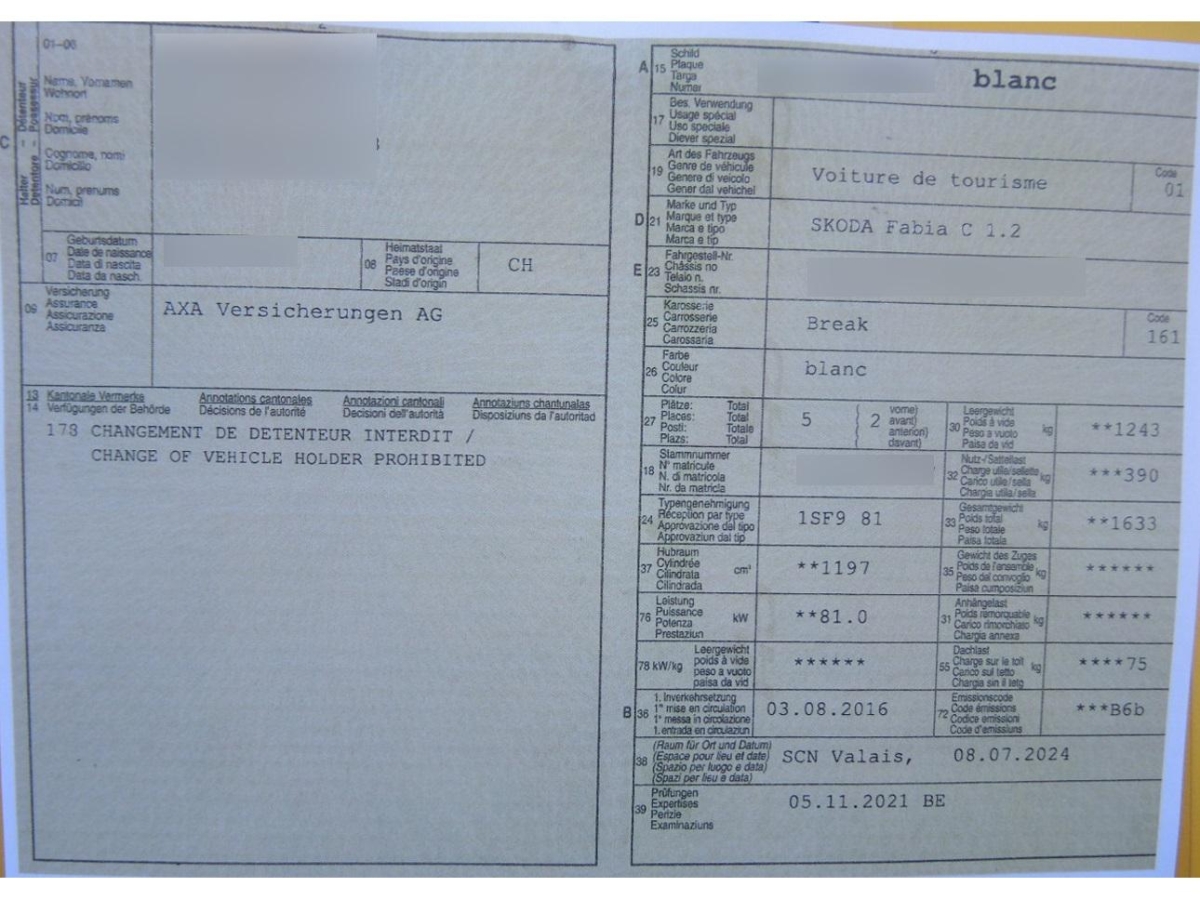 01–06
Name, Vornamen
Wohnort
Nom, prénoms
Domicile
Cognome, nomi
Domicilio
Num, prenums
Domicil
C
Halter – Détenteur
Detentore – Possessur
07
Geburtsdatum
Date de naissance
Data di nascita
Data da nasch.
08
Heimatstaat
Pays d'origine
Paese d'origine
Stadi d'origin
CH
09
Versicherung
Assurance
Assicurazione
Assicuranza
AXA Versicherungen AG
13 Kantonale Vermerke Annotations cantonales Annotazioni cantonali Annotaziuns chantunalas
14 Verfügungen der Behörde Décisions de l'autorité Decisioni dell'autorità Disposiziuns da l'autoritad
178 CHANGEMENT DE DETENTEUR INTERDIT /
CHANGE OF VEHICLE HOLDER PROHIBITED
A 15
Schild
Plaque
Targa
Numer
blanc
17
Bes. Verwendung
Usage spécial
Uso speciale
Diever spezial
19
Art des Fahrzeugs
Genre de véhicule
Genere di veicolo
Gener dal vehichel
Voiture de tourisme
Code
01
D 21
Marke und Typ
Marque et type
Marca e tipo
Marca e tip
SKODA Fabia C 1.2
E 23
Fahrgestell-Nr.
Châssis no
Telaio n.
Schassis nr.
25
Karosserie
Carrosserie
Carrozzeria
Carossaria
Break
Code
161
26
Farbe
Couleur
Colore
Colur
blanc
27
Plätze: Total
Places: Total
Posti: Totale
Plazs: Total
5
2
vorne)
avant)
anteriori)
davant)
30
Leergewicht
Poids à vide
Peso a vuoto
Paisa da vid
kg
**1243
18
Stammnummer
N° matricule
N. di matricola
Nr. da matricla
32
Nutz-/Sattellast
Charge utile/sellette
Carico utile/sella
Chargia utila/sella
kg
***390
24
Typengenehmigung
Réception par type
Approvazione del tipo
Approvaziun dal tip
1SF9 81
33
Gesamtgewicht
Poids total
Peso totale
Paisa totala
kg
**1633
37
Hubraum
Cylindrée
Cilindrata
Cilindrada
cm³
**1197
35
Gewicht des Zuges
Poids de l'ensemble
Peso del convoglio
Paisa cumposiziun
kg
******
76
Leistung
Puissance
Potenza
Prestaziun
kW
**81.0
31
Anhängelast
Poids remorquable
Carico rimorchiato
Chargia annexa
kg
******
78 kW/kg
Leergewicht
poids à vide
peso a vuoto
paisa da vid
******
55
Dachlast
Charge sur le toit
Carico sul tetto
Chargia sin il tetg
kg
****75
B 36
1. Inverkehrsetzung
1re mise en circulation
1a messa in circolazione
1. entrada en circulaziun
03.08.2016
72
Emissionscode
Code émissions
Codice emissioni
Code d'emissiuns
***B6b
38
(Raum für Ort und Datum)
(Espace pour lieu et date)
(Spazio per luogo e data)
(Spazi per lieu e data)
SCN Valais, 08.07.2024
39
Prüfungen
Expertises
Perizie
Examinaziuns
05.11.2021 BE